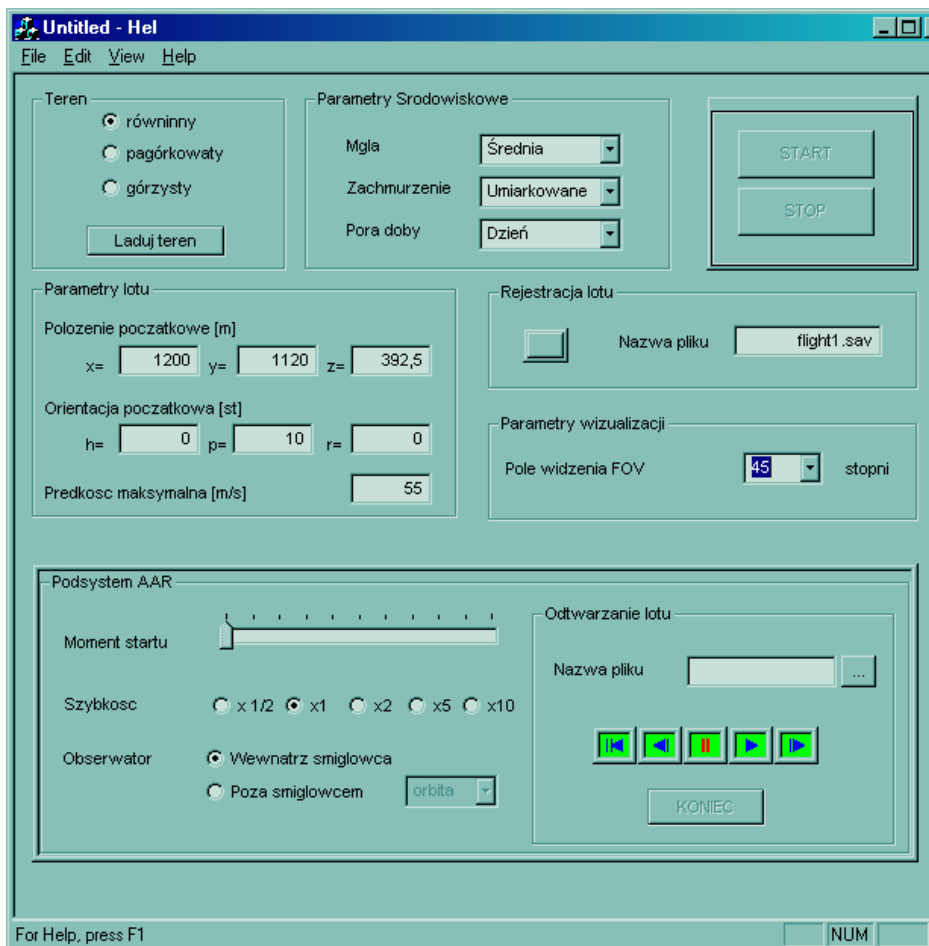 Untitled - Hel
File Edit View Help
Teren
równinny
pagórkowaty
górzysty
Laduj teren
Parametry Srodowiskowe
Mgla Średnia
Zachmurzenie Umiarkowane
Pora doby Dzień
START
STOP
Parametry lotu
Polozenie poczatkowe [m]
x= 1200 y= 1120 z= 392,5
Orientacja poczatkowa [st]
h= 0 p= 10 r= 0
Predkosc maksymalna [m/s] 55
Rejestracja lotu
Nazwa pliku flight1.sav
Parametry wizualizacji
Pole widzenia FOV 45 stopni
Podsystem AAR
Moment startu
Szybkosc x 1/2 x1 x2 x5 x10
Obserwator Wewnatrz smiglowca
Poza smiglowcem orbita
Odtwarzanie lotu
Nazwa pliku ...
KONIEC
For Help, press F1 NUM